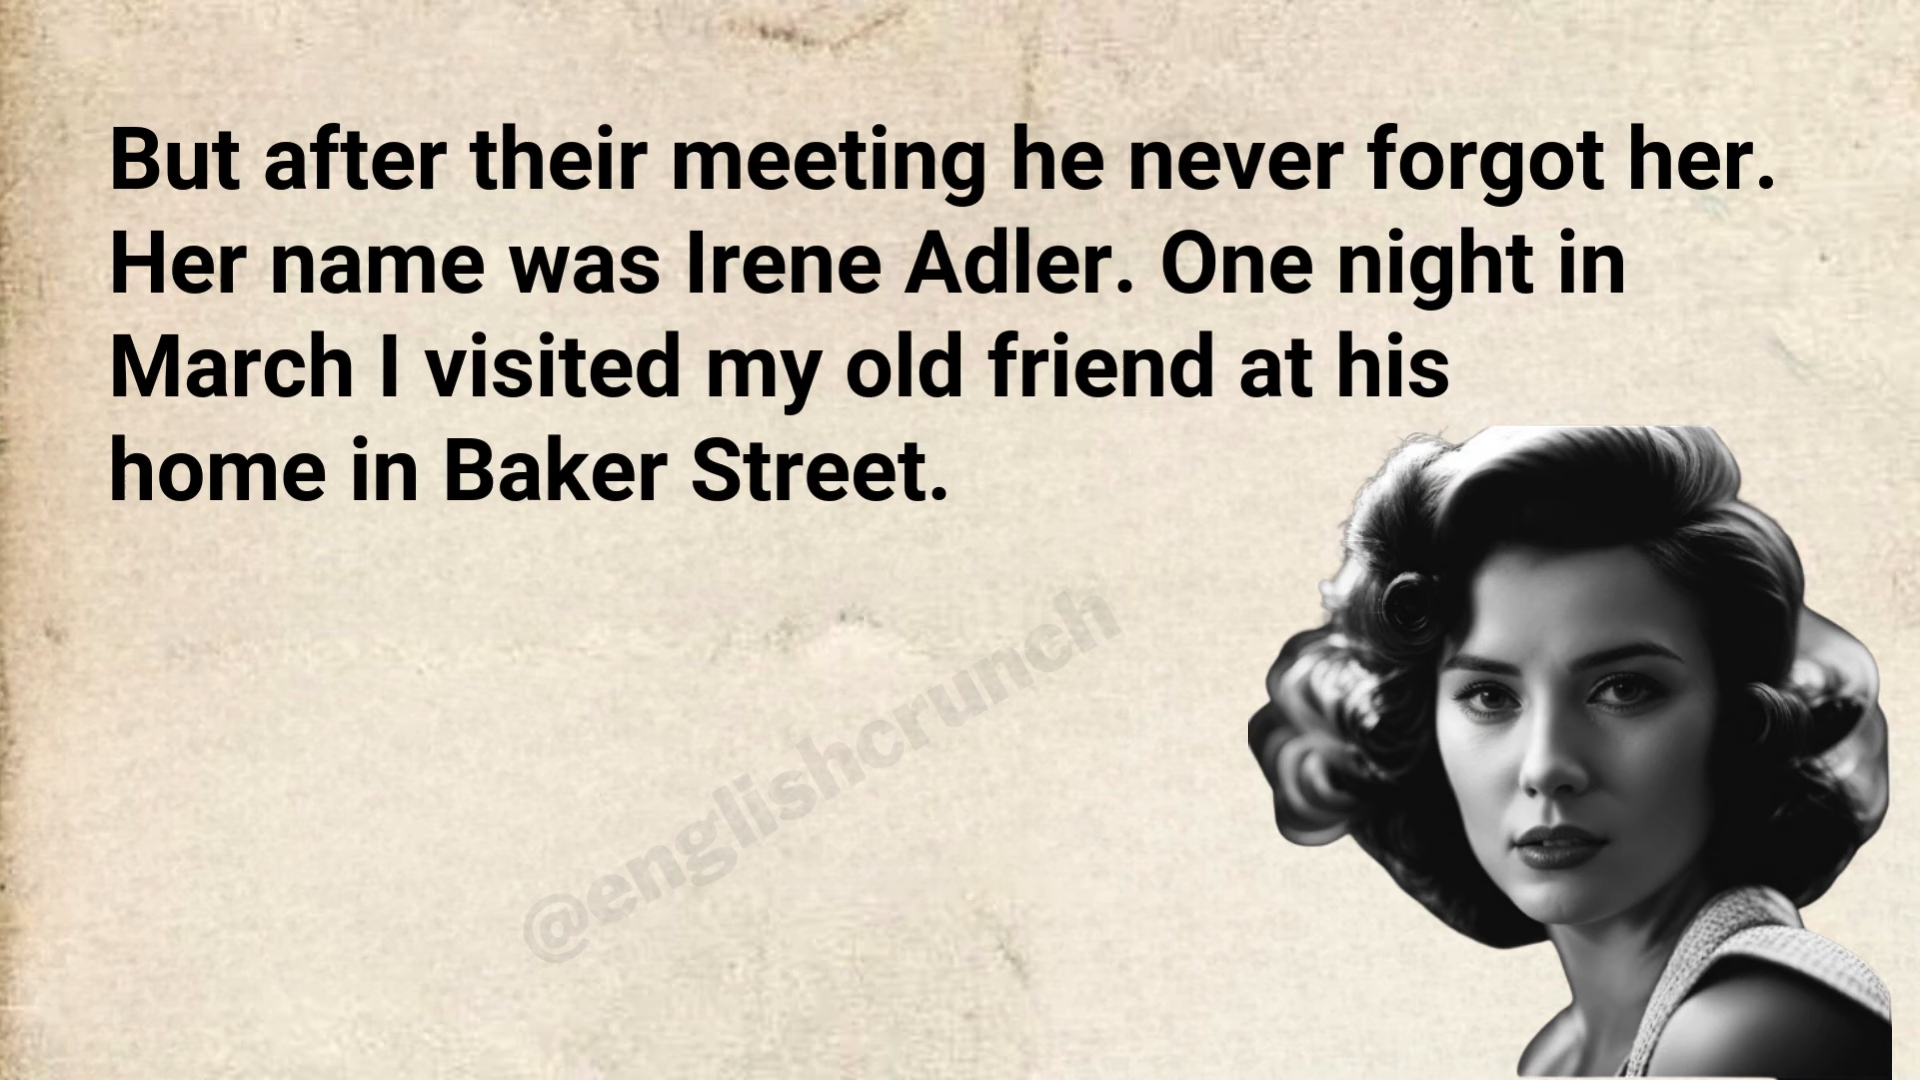 But after their meeting he never forgot her.
Her name was Irene Adler. One night in
March I visited my old friend at his
home in Baker Street.
@englishcrunch